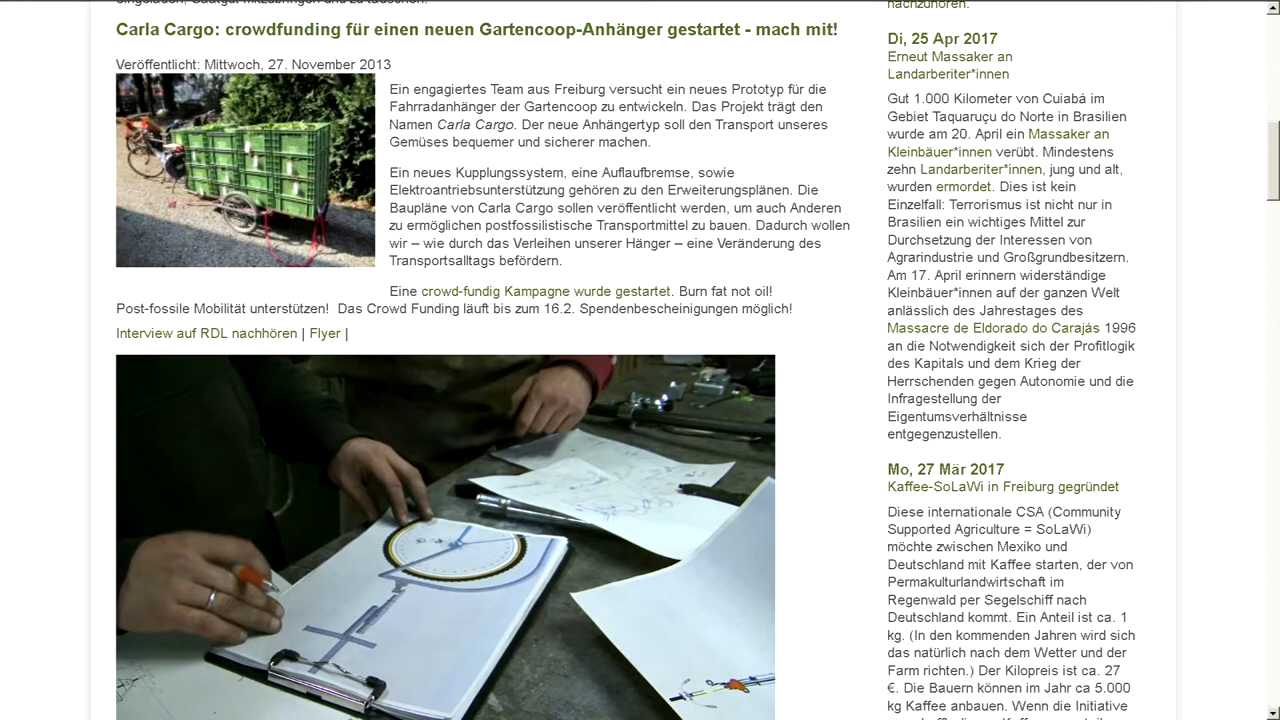 Carla Cargo: crowdfunding für einen neuen Gartencoop-Anhänger gestartet - mach mit!
Veröffentlicht: Mittwoch, 27. November 2013
Ein engagiertes Team aus Freiburg versucht ein neues Prototyp für die
Fahrradanhänger der Gartencoop zu entwickeln. Das Projekt trägt den
Namen Carla Cargo. Der neue Anhängertyp soll den Transport unseres
Gemüses bequemer und sicherer machen.
Ein neues Kupplungssystem, eine Auflaufbremse, sowie
Elektroantriebsunterstützung gehören zu den Erweiterungsplänen. Die
Baupläne von Carla Cargo sollen veröffentlicht werden, um auch Anderen
zu ermöglichen postfossilistische Transportmittel zu bauen. Dadurch wollen
wir – wie durch das Verleihen unserer Hänger – eine Veränderung des
Transportsalltags befördern.
Eine crowd-fundig Kampagne wurde gestartet. Burn fat not oil!
Post-fossile Mobilität unterstützen!  Das Crowd Funding läuft bis zum 16.2. Spendenbescheinigungen möglich!
Interview auf RDL nachhören | Flyer |
nachzuhören.
Di, 25 Apr 2017
Erneut Massaker an
Landarberiter*innen
Gut 1.000 Kilometer von Cuiabá im
Gebiet Taquaruçu do Norte in Brasilien
wurde am 20. April ein Massaker an
Kleinbäuer*innen verübt. Mindestens
zehn Landarberiter*innen, jung und alt,
wurden ermordet. Dies ist kein
Einzelfall: Terrorismus ist nicht nur in
Brasilien ein wichtiges Mittel zur
Durchsetzung der Interessen von
Agrarindustrie und Großgrundbesitzern.
Am 17. April erinnern widerständige
Kleinbäuer*innen auf der ganzen Welt
anlässlich des Jahrestages des
Massacre de Eldorado do Carajás 1996
an die Notwendigkeit sich der Profitlogik
des Kapitals und dem Krieg der
Herrschenden gegen Autonomie und die
Infragestellung der
Eigentumsverhältnisse
entgegenzustellen.
Mo, 27 Mär 2017
Kaffee-SoLaWi in Freiburg gegründet
Diese internationale CSA (Community
Supported Agriculture = SoLaWi)
möchte zwischen Mexiko und
Deutschland mit Kaffee starten, der von
Permakulturlandwirtschaft im
Regenwald per Segelschiff nach
Deutschland kommt. Ein Anteil ist ca. 1
kg. (In den kommenden Jahren wird sich
das natürlich nach dem Wetter und der
Farm richten.) Der Kilopreis ist ca. 27
€. Die Bauern können im Jahr ca 5.000
kg Kaffee anbauen. Wenn die Initiative